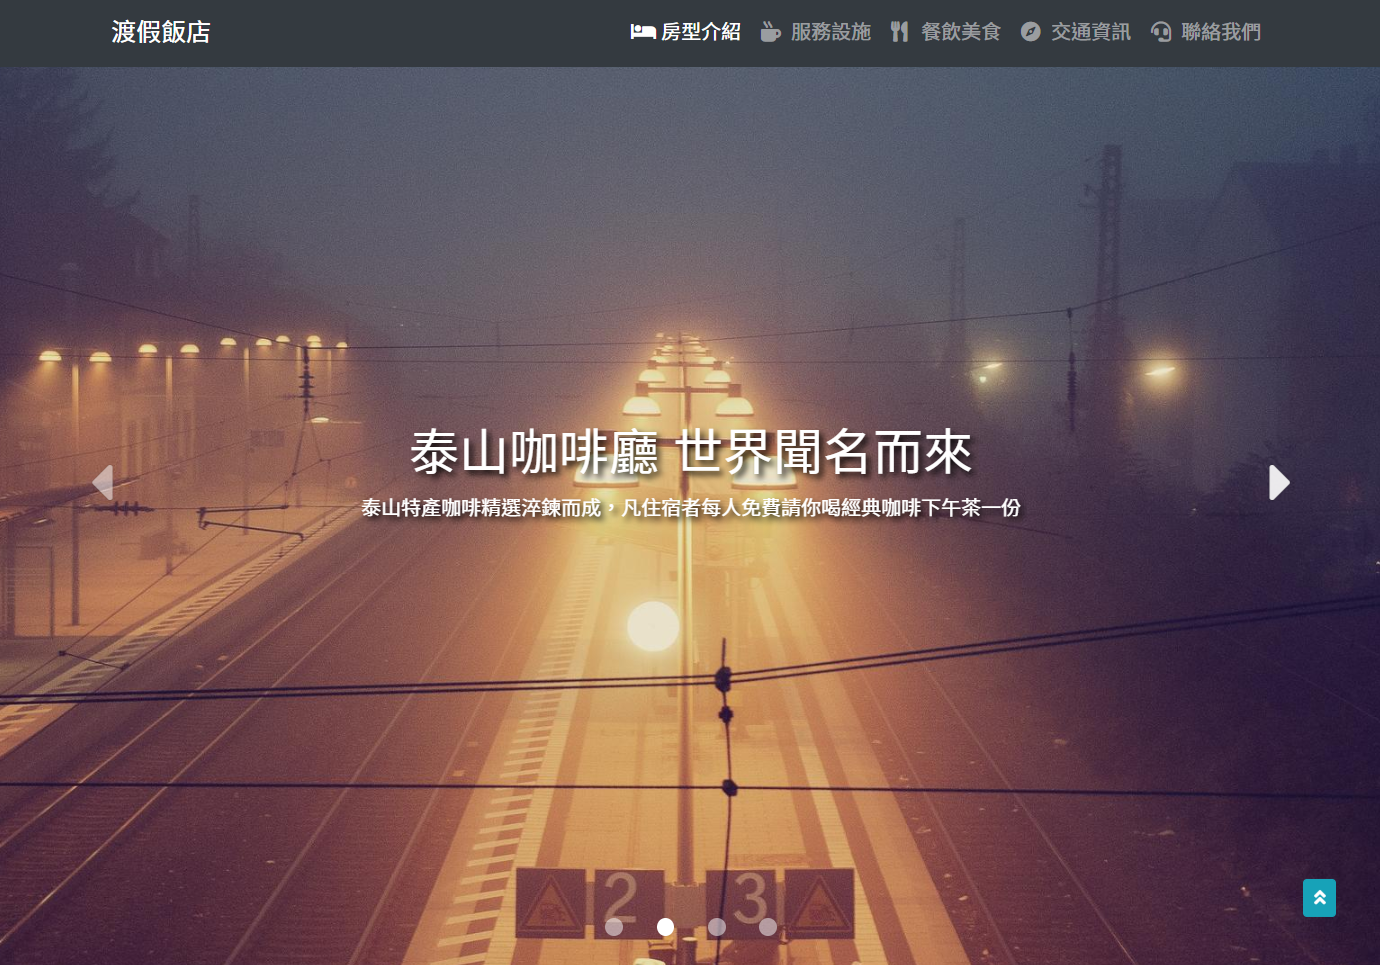 渡假飯店
房型介紹 服務設施 餐飲美食 交通資訊 聯絡我們
泰山咖啡廳 世界聞名而來
泰山特產咖啡精選淬鍊而成，凡住宿者每人免費請你喝經典咖啡下午茶一份
2 3